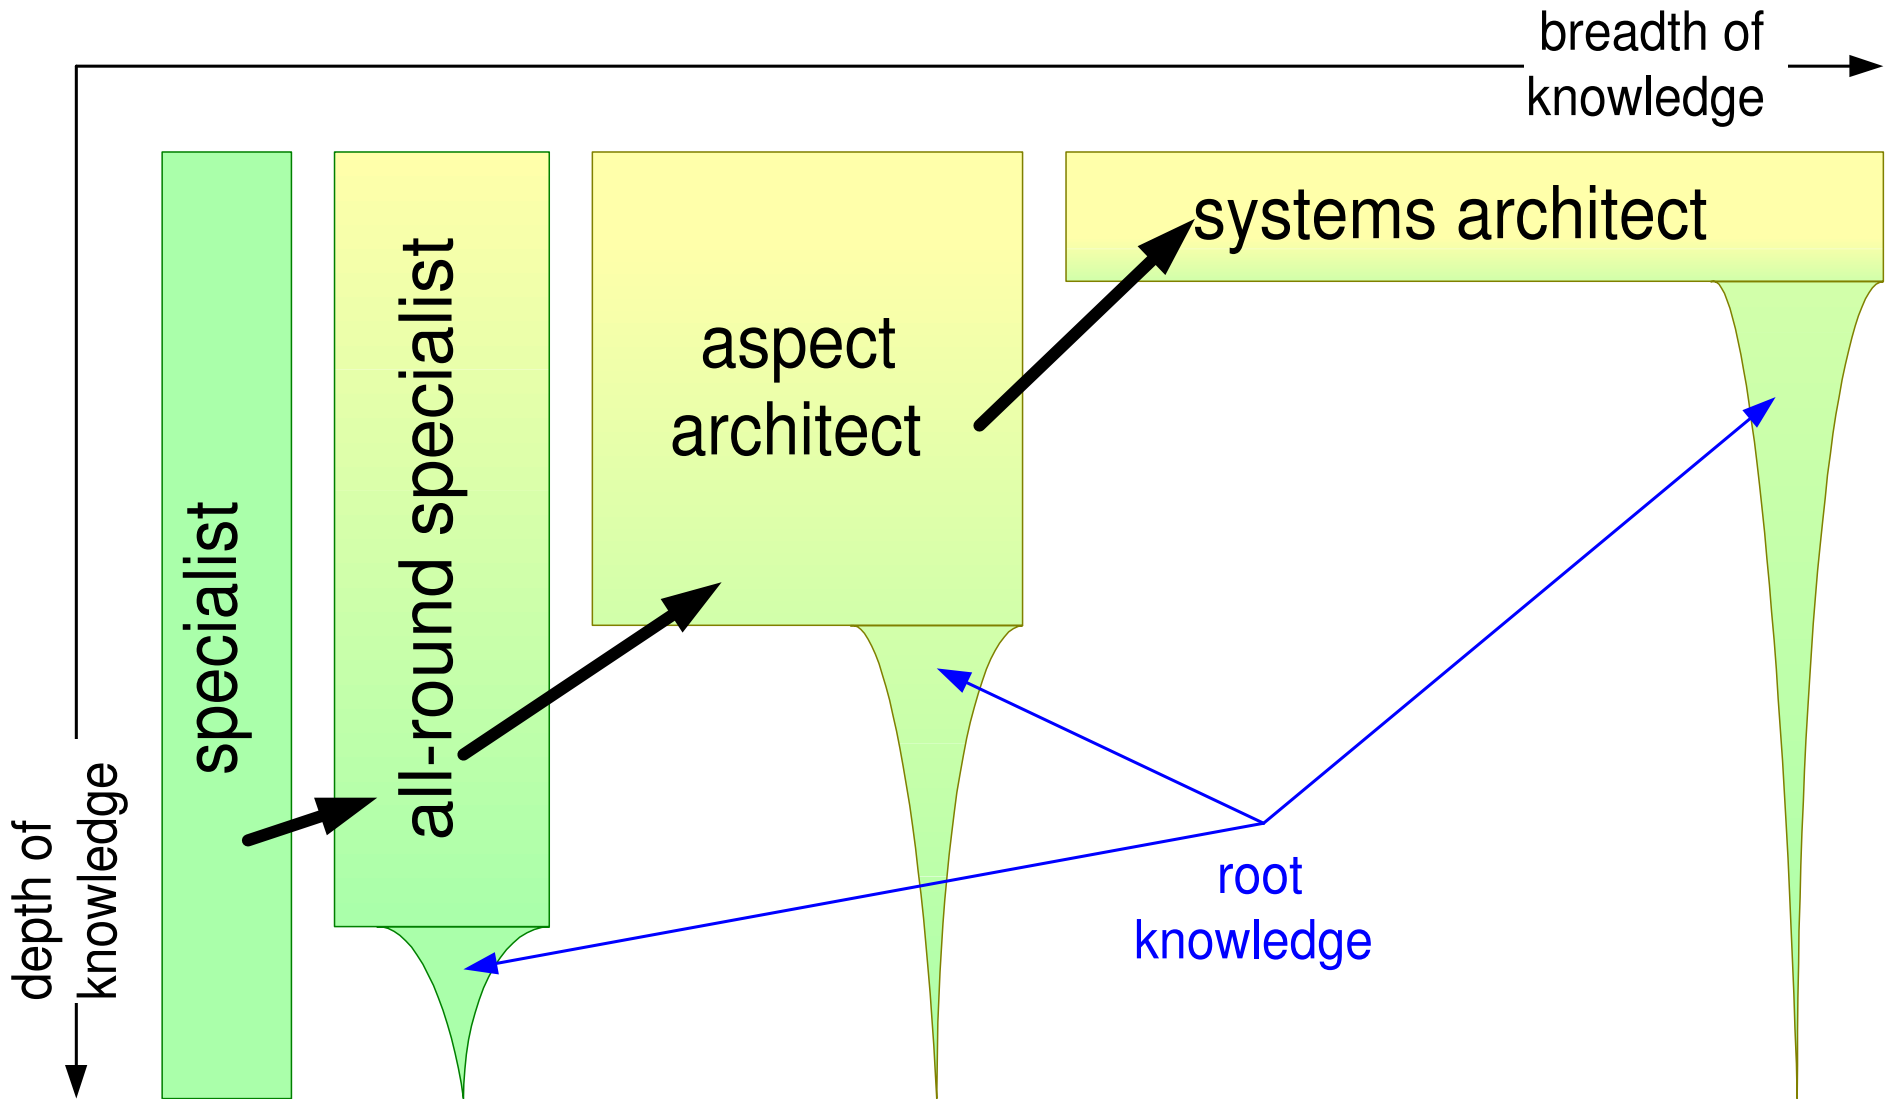 breadth of
knowledge
systems architect
aspect
architect
all-round specialist
specialist
depth of
knowledge
root
knowledge